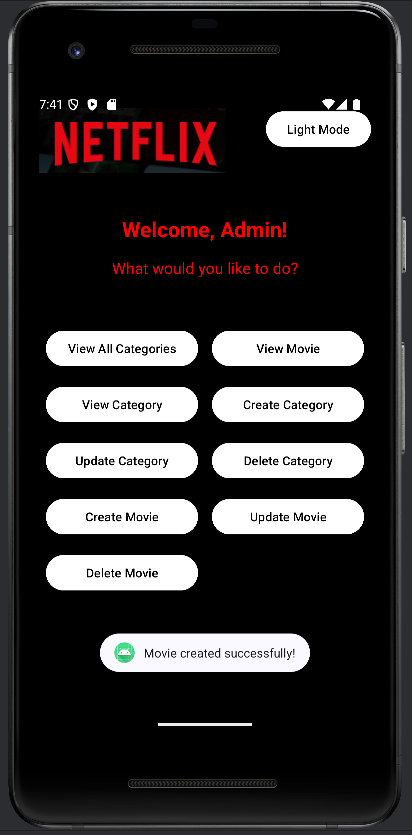 7:41
NETFLIX
Light Mode
Welcome, Admin!
What would you like to do?
View All Categories
View Movie
View Category
Create Category
Update Category
Delete Category
Create Movie
Update Movie
Delete Movie
Movie created successfully!